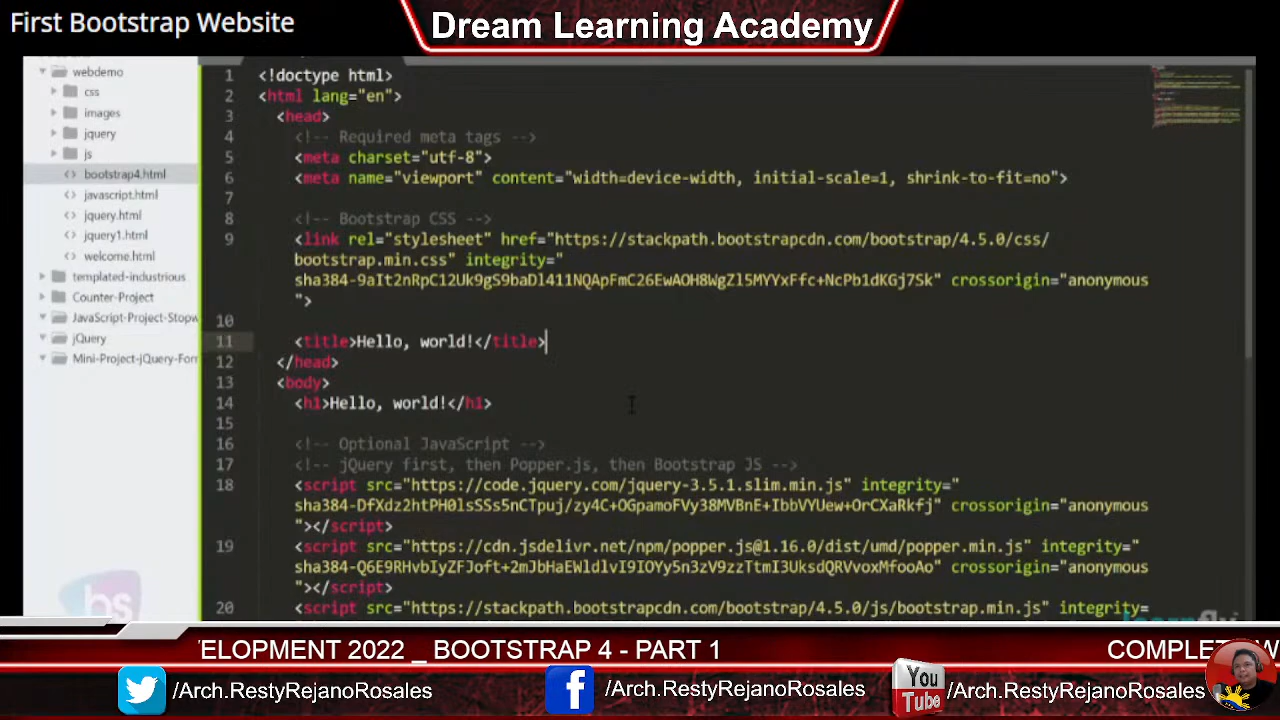 First Bootstrap Website
Dream Learning Academy
webdemo
css
images
jquery
js
bootstrap4.html
javascript.html
jquery.html
jquery1.html
welcome.html
templated-industrious
Counter-Project
JavaScript-Project-Stopw
jQuery
Mini-Project-jQuery-For
1 <!doctype html>
2 <html lang="en">
3 <head>
4 <!-- Required meta tags -->
5 <meta charset="utf-8">
6 <meta name="viewport" content="width=device-width, initial-scale=1, shrink-to-fit=no">
7
8 <!-- Bootstrap CSS -->
9 <link rel="stylesheet" href="https://stackpath.bootstrapcdn.com/bootstrap/4.5.0/css/
bootstrap.min.css" integrity="
sha384-9aIt2nRpC12Uk9gS9baDl411NQApFmC26EwAOH8WgZl5MYYxFfc+NcPb1dKGj7Sk" crossorigin="anonymous
">
10
11 <title>Hello, world!</title>
12 </head>
13 <body>
14 <h1>Hello, world!</h1>
15
16 <!-- Optional JavaScript -->
17 <!-- jQuery first, then Popper.js, then Bootstrap JS -->
18 <script src="https://code.jquery.com/jquery-3.5.1.slim.min.js" integrity="
sha384-DfXdz2htPH0lsSSs5nCTpuj/zy4C+OGpamoFVy38MVBnE+IbbVYUew+OrCXaRkfj" crossorigin="anonymous
"></script>
19 <script src="https://cdn.jsdelivr.net/npm/popper.js@1.16.0/dist/umd/popper.min.js" integrity="
sha384-Q6E9RHvbIyZFJoft+2mJbHaEWldlvI9IOYy5n3zV9zzTtmI3UksdQRVvoxMfooAo" crossorigin="anonymous
"></script>
20 <script src="https://stackpath.bootstrapcdn.com/bootstrap/4.5.0/js/bootstrap.min.js" integrity=
bs
ELOPMENT 2022 _ BOOTSTRAP 4 - PART 1
COMPLETE W
/Arch.RestyRejanoRosales
/Arch.RestyRejanoRosales
You
Tube
/Arch.RestyRejanoRosales